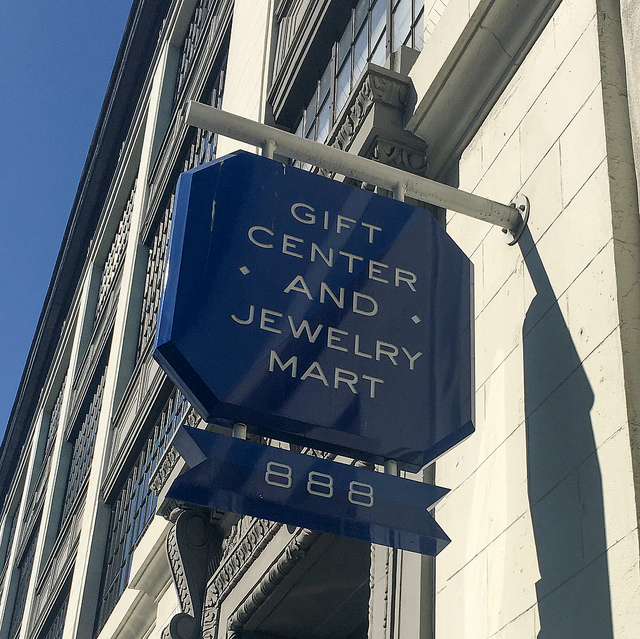 GIFT
CENTER
AND
JEWELRY
MART
888